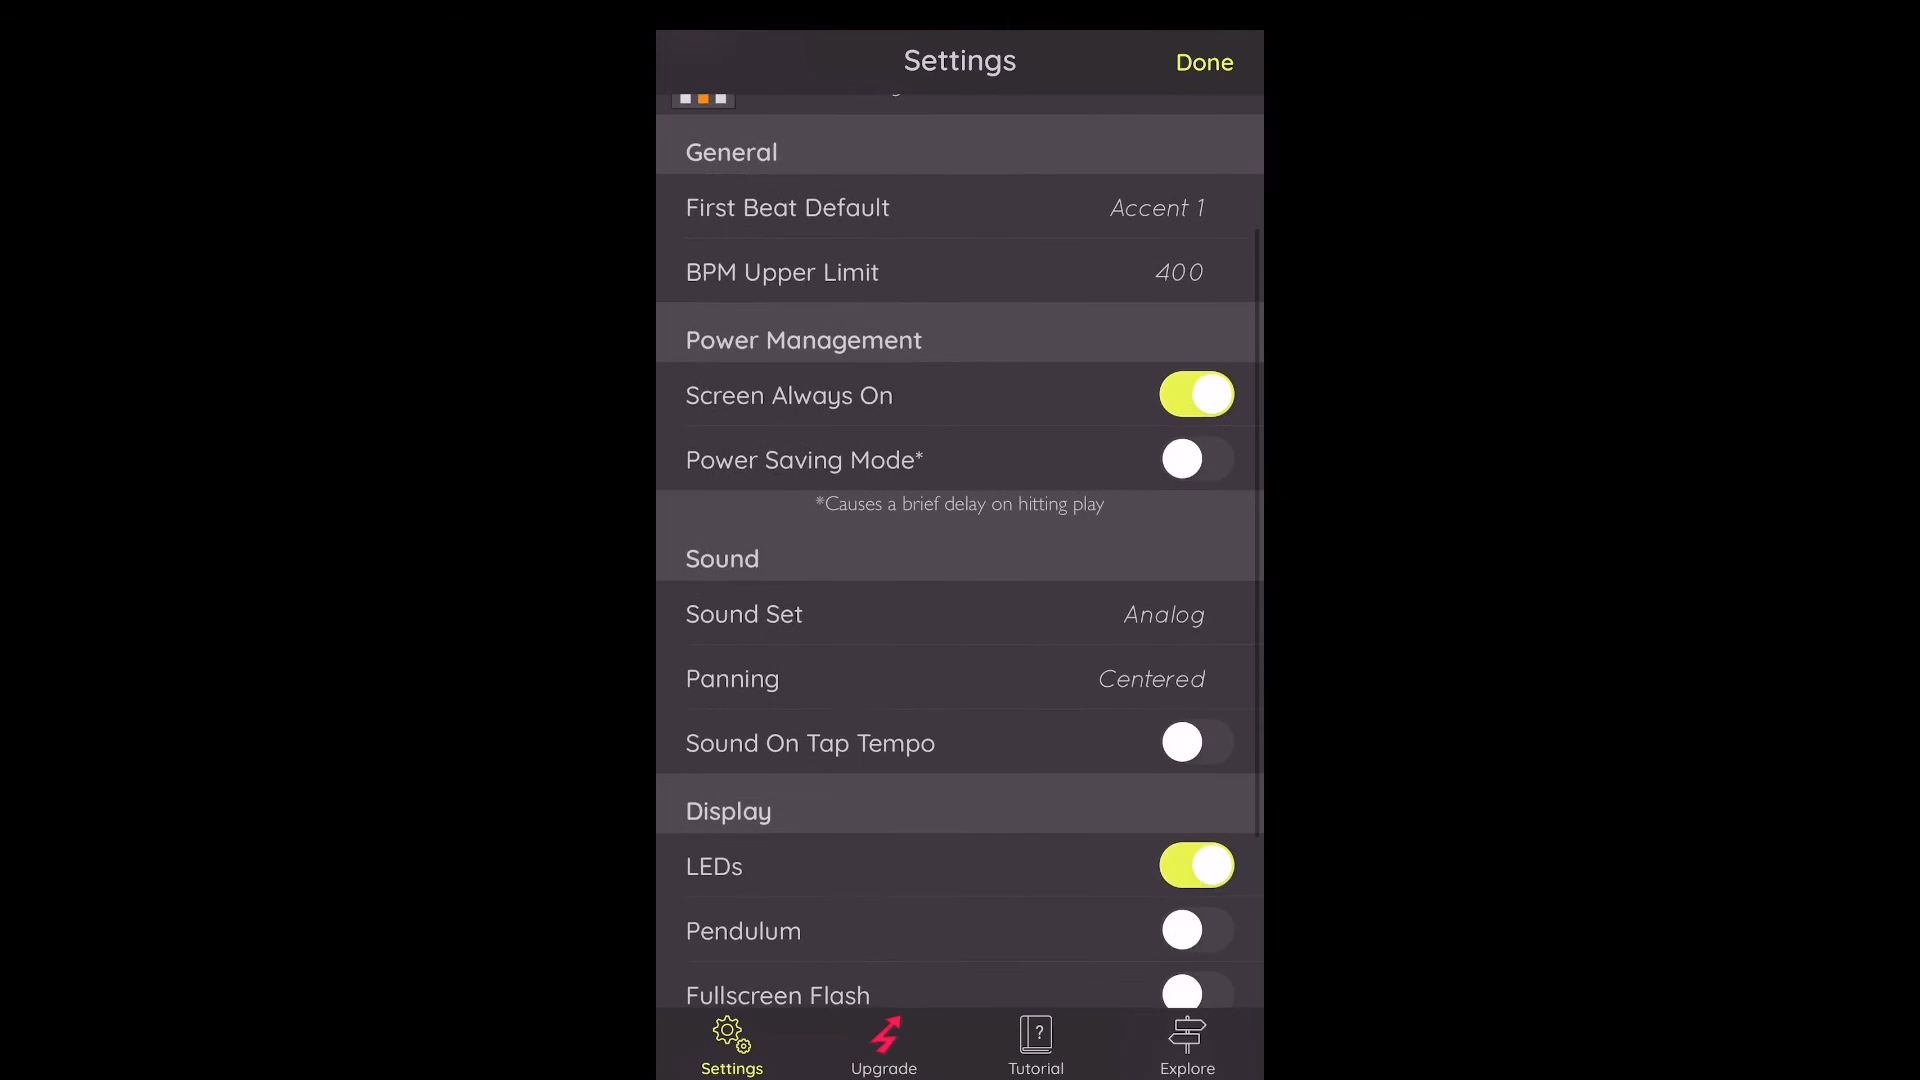 Settings
Done
General
First Beat Default
Accent 1
BPM Upper Limit
400
Power Management
Screen Always On
Power Saving Mode*
*Causes a brief delay on hitting play
Sound
Sound Set
Analog
Panning
Centered
Sound On Tap Tempo
Display
LEDs
Pendulum
Fullscreen Flash
?
Settings
Upgrade
Tutorial
Explore